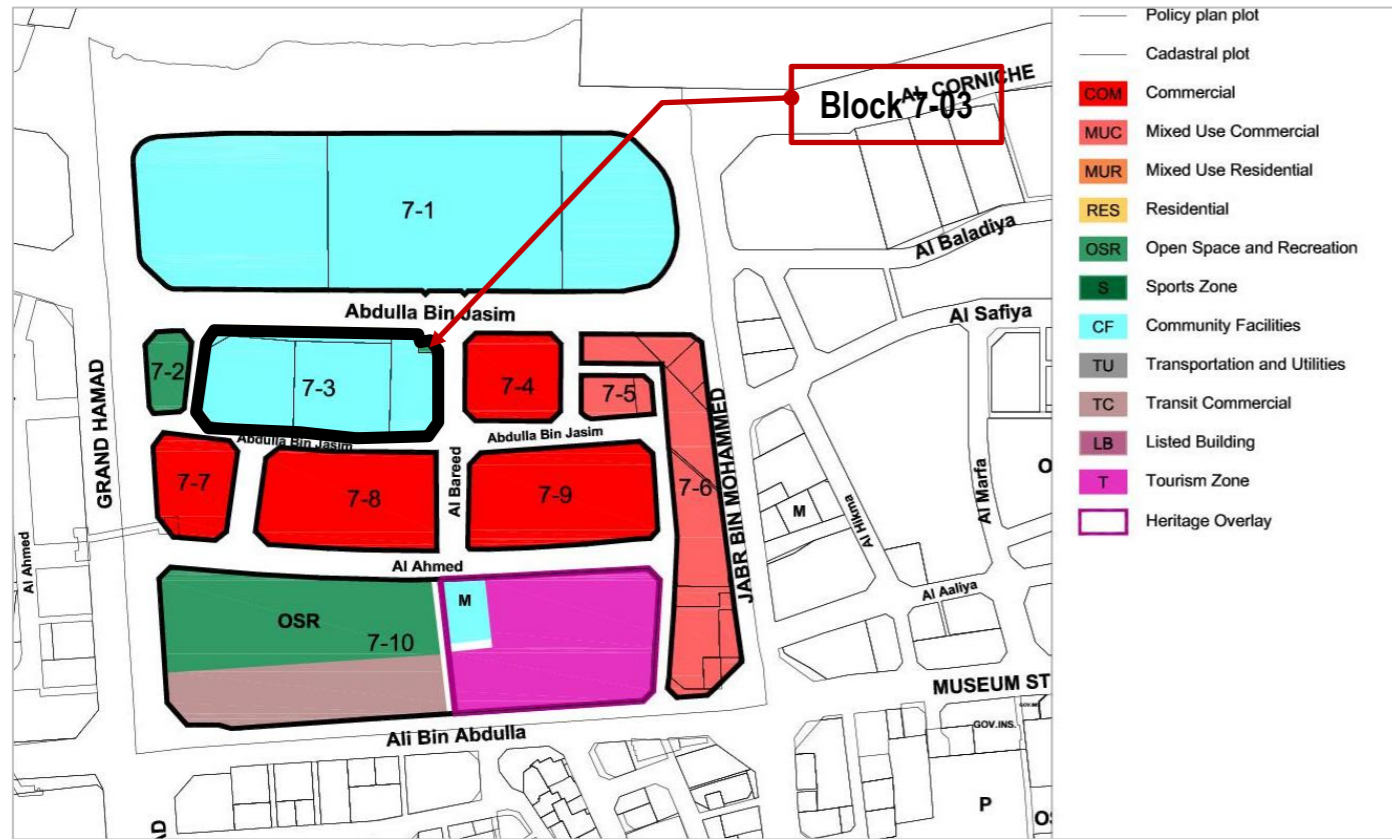 Policy plan plot
Cadastral plot
AL CORNICHE
Block 7-03
COM Commercial
MUC Mixed Use Commercial
MUR Mixed Use Residential
RES Residential
OSR Open Space and Recreation
S Sports Zone
CF Community Facilities
TU Transportation and Utilities
TC Transit Commercial
LB Listed Building
T Tourism Zone
Heritage Overlay
7-1
Al Baladiya
Abdulla Bin Jasim
Al Safiya
GRAND HAMAD
7-2
7-3
7-4
7-5
Abdulla Bin Jasim
Abdulla Bin Jasim
JABR BIN MOHAMMED
7-7
7-8
Al Bareed
7-9
7-6
M
Al Hikma
Al Marfa
O
Al Ahmed
Al Ahmed
Al Aaliya
OSR
7-10
M
MUSEUM ST
Ali Bin Abdulla
GOV.INS.
P
O
AD